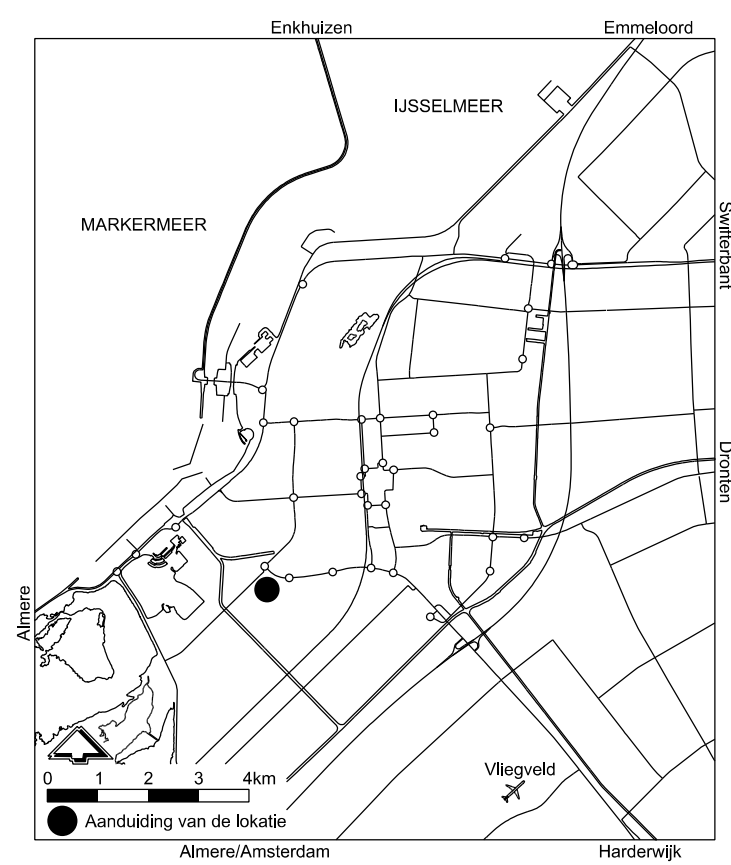 Enkhuizen
Emmeloord
IJSSELMEER
MARKERMEER
Swifterbant
Dronten
Almere
Vliegveld
0 1 2 3 4km
Aanduiding van de lokatie
Almere/Amsterdam
Harderwijk